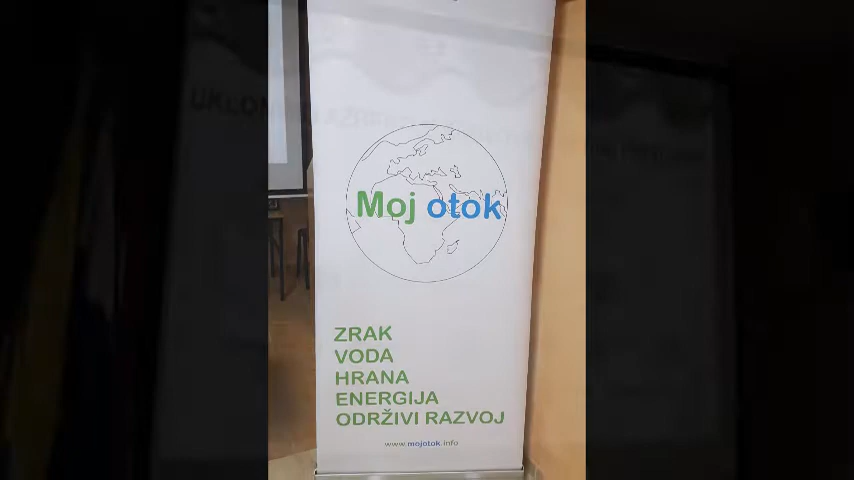 Moj otok
ZRAK
VODA
HRANA
ENERGIJA
ODRŽIVI RAZVOJ
www.mojotok.info